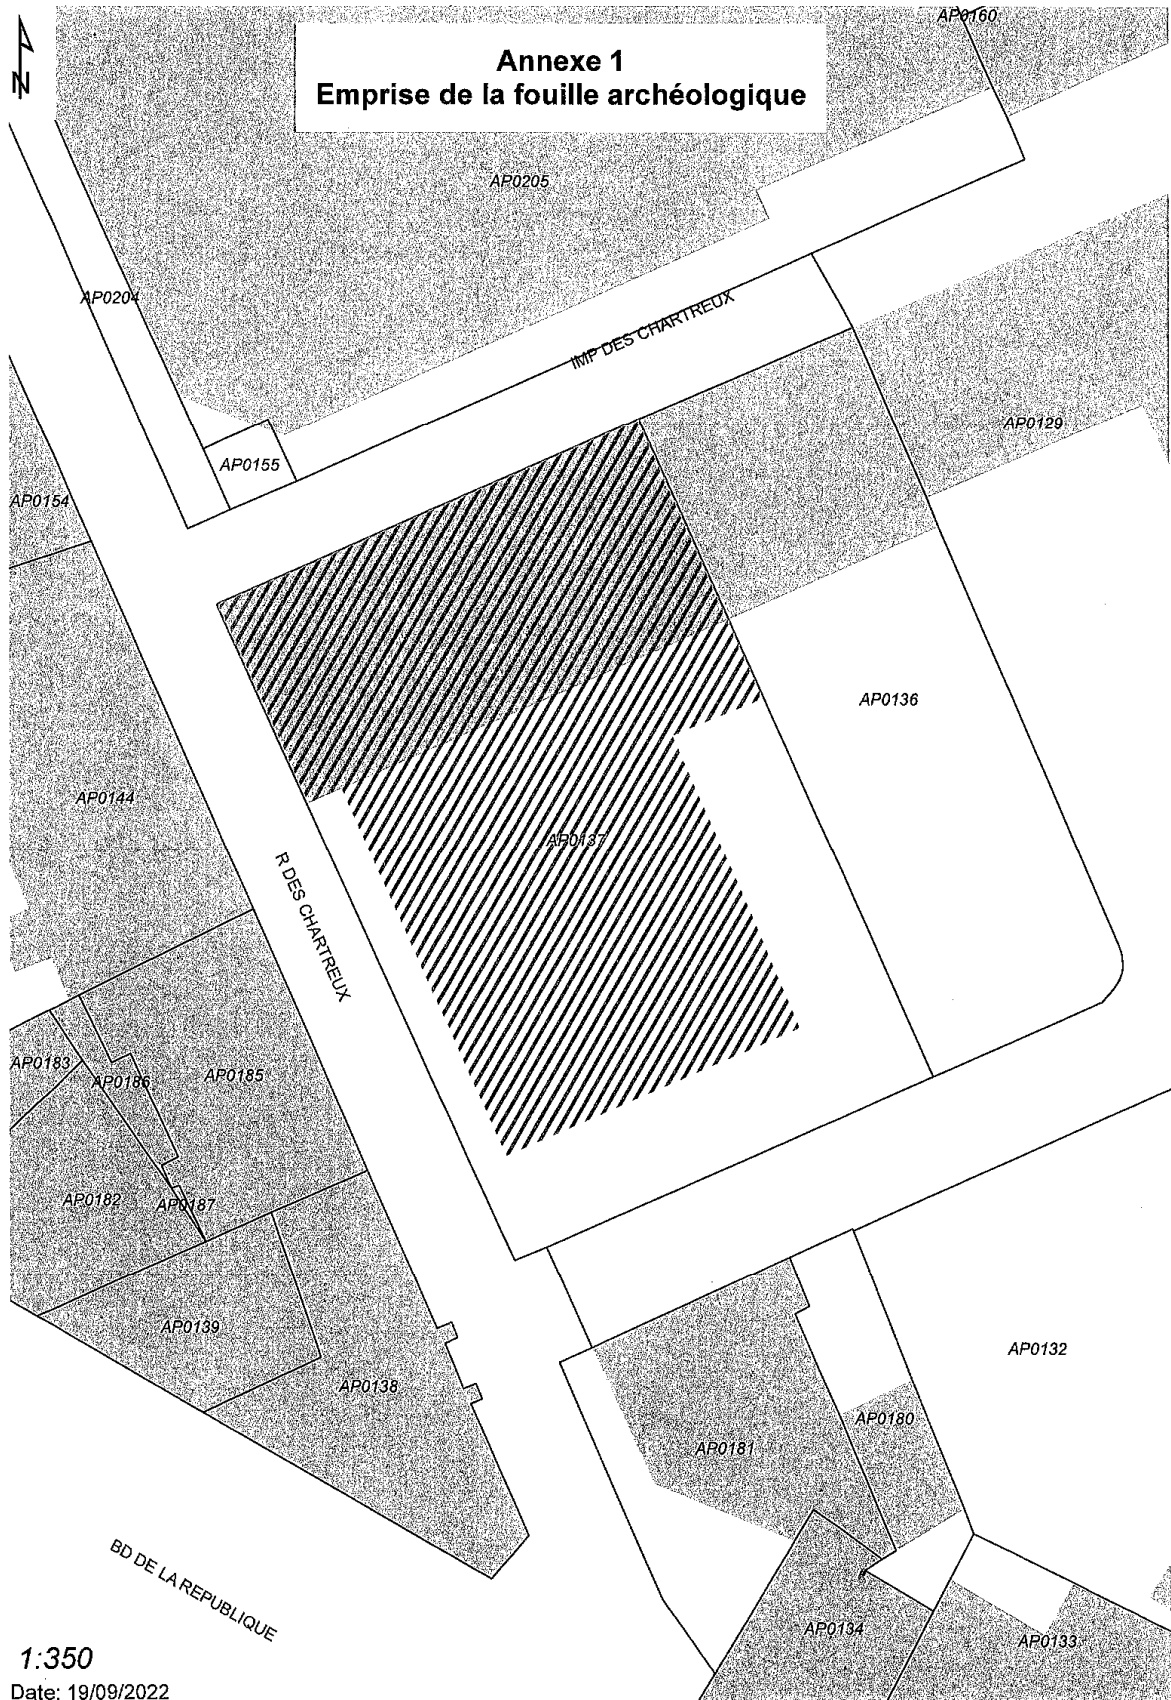 N
Annexe 1
Emprise de la fouille archéologique
AP0160
AP0205
AP0204
IMP DES CHARTREUX
AP0129
AP0155
AP0154
AP0136
AP0144
AP0137
R DES CHARTREUX
AP0183
AP0186
AP0185
AP0182
AP0187
AP0139
AP0132
AP0138
AP0180
AP0181
BD DE LA REPUBLIQUE
AP0134
AP0133
1:350
Date: 19/09/2022